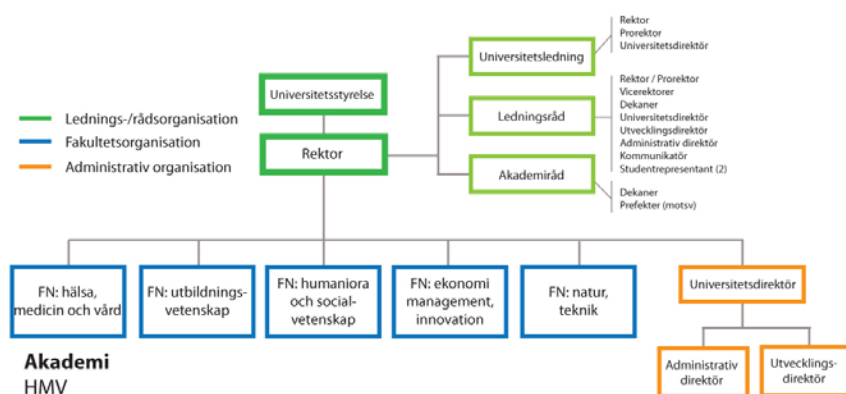 Rektor
Prorektor
Universitetsdirektör
Universitetsledning
Universitetsstyrelse
Rektor / Prorektor
Vicerektorer
Dekaner
Universitetsdirektör
Utvecklingsdirektör
Administrativ direktör
Kommunikatör
Studentrepresentant (2)
Ledningsråd
Lednings-/rådsorganisation
Fakultetsorganisation
Administrativ organisation
Rektor
Akademiråd
Dekaner
Prefekter (motsv)
FN: hälsa,
medicin och vård
FN: utbildnings-
vetenskap
FN: humaniora
och social-
vetenskap
FN: ekonomi
management,
innovation
FN: natur,
teknik
Universitetsdirektör
Akademi
HMV
Administrativ
direktör
Utvecklings-
direktör